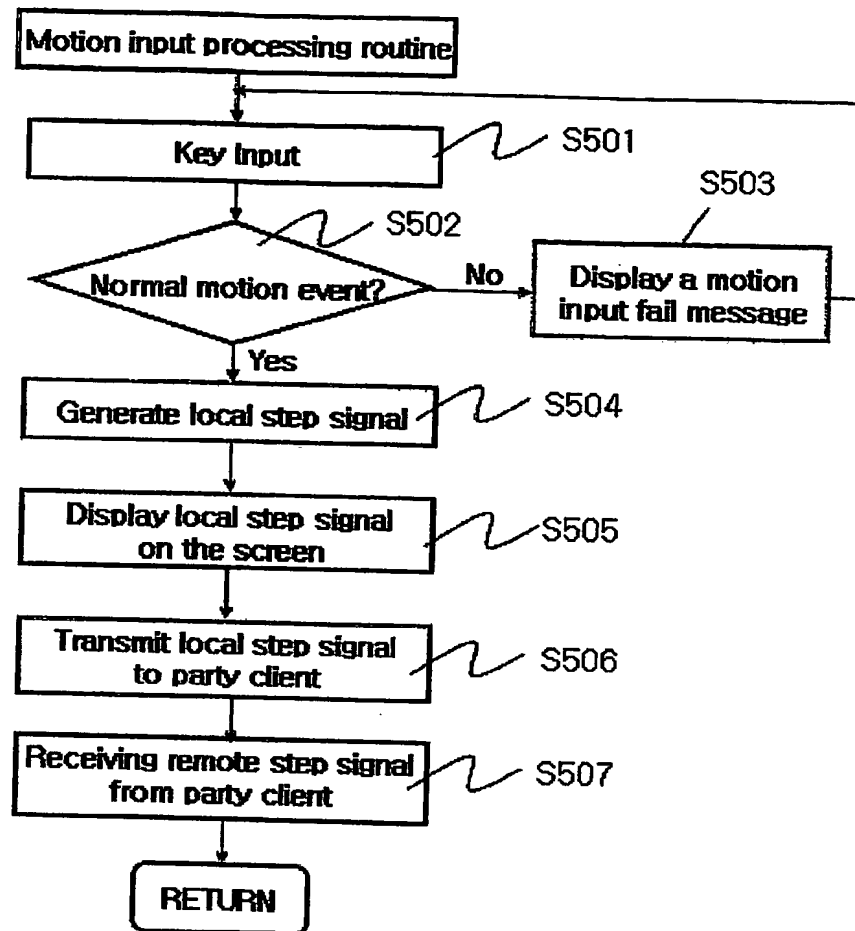 Motion input processing routine
Key Input
S501
S503
S502
Normal motion event?
No
Display a motion
input fail message
Yes
Generate local step signal
S504
Display local step signal
on the screen
S505
Transmit local step signal
to party client
S506
Receiving remote step signal
from party client
S507
RETURN